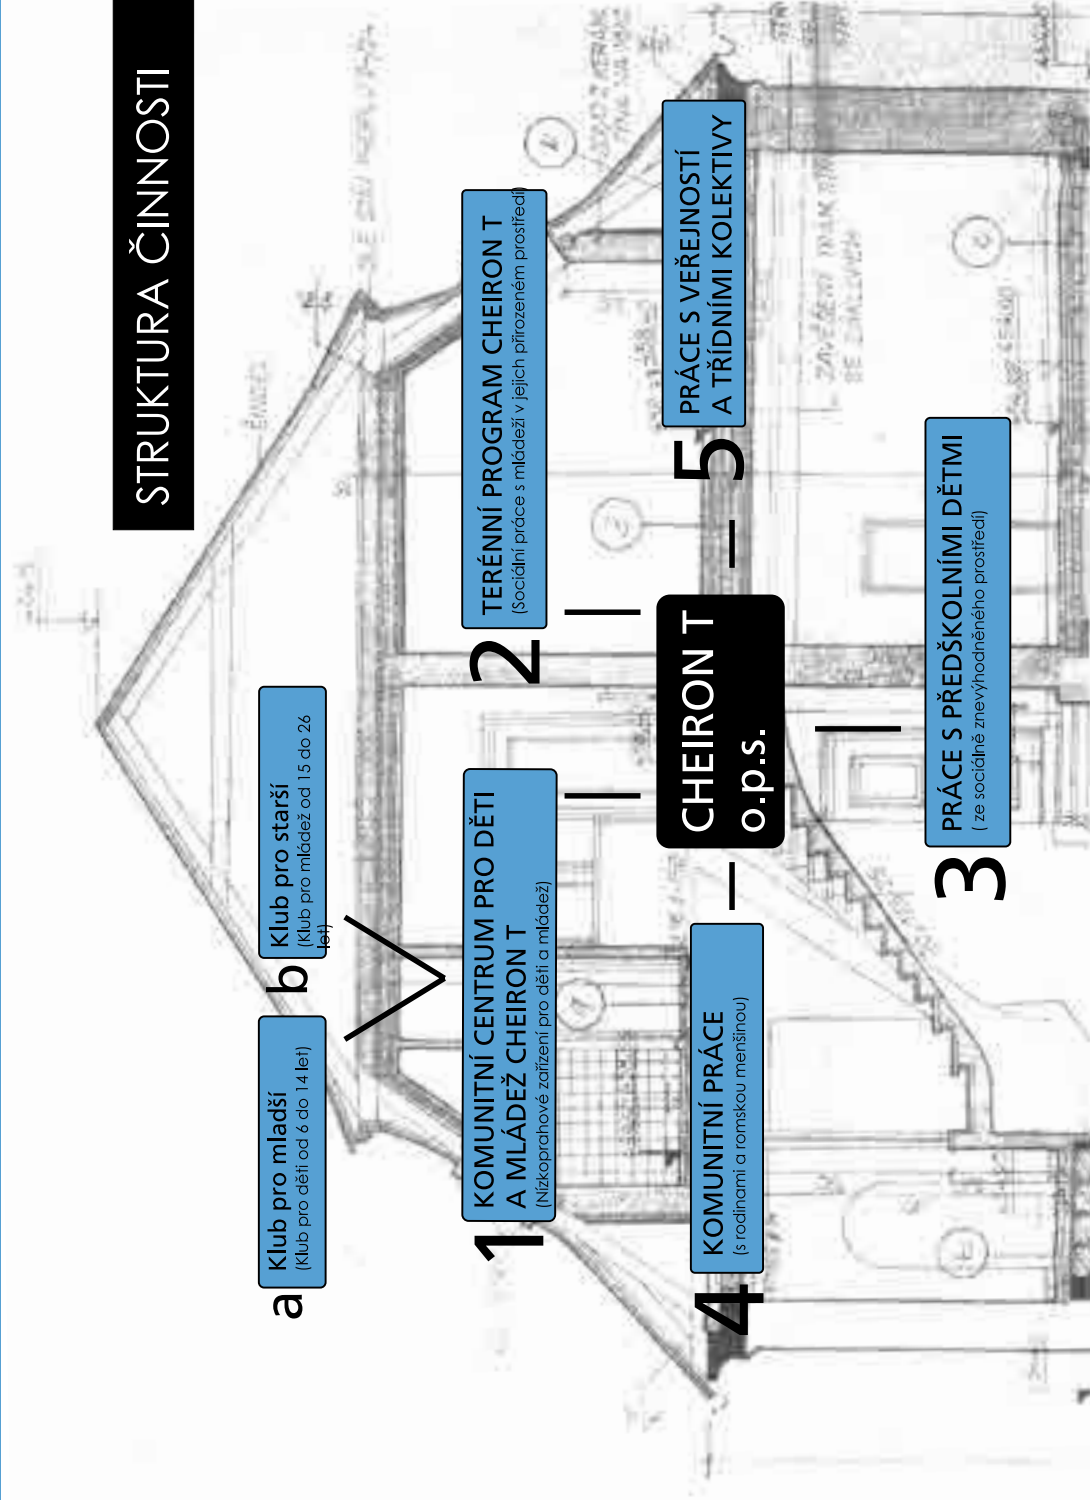 STRUKTURA ČINNOSTI
a
Klub pro mladší
(Klub pro děti od 6 do 14 let)
b
Klub pro starší
(Klub pro mládež od 15 do 26
let)
1
KOMUNITNÍ CENTRUM PRO DĚTI
A MLÁDEŽ CHEIRON T
(Nízkoprahové zařízení pro děti a mládež)
2
TERÉNNÍ PROGRAM CHEIRON T
(Sociální práce s mládeží v jejich přirozeném prostředí)
4
KOMUNITNÍ PRÁCE
(s rodinami a romskou menšinou)
CHEIRON T
o.p.s.
5
PRÁCE S VĚŘEJNOSTÍ
A TŘÍDNÍMI KOLEKTIVY
3
PRÁCE S PŘEDŠKOLNÍMI DĚTMI
( ze sociálně znevýhodněného prostředí)